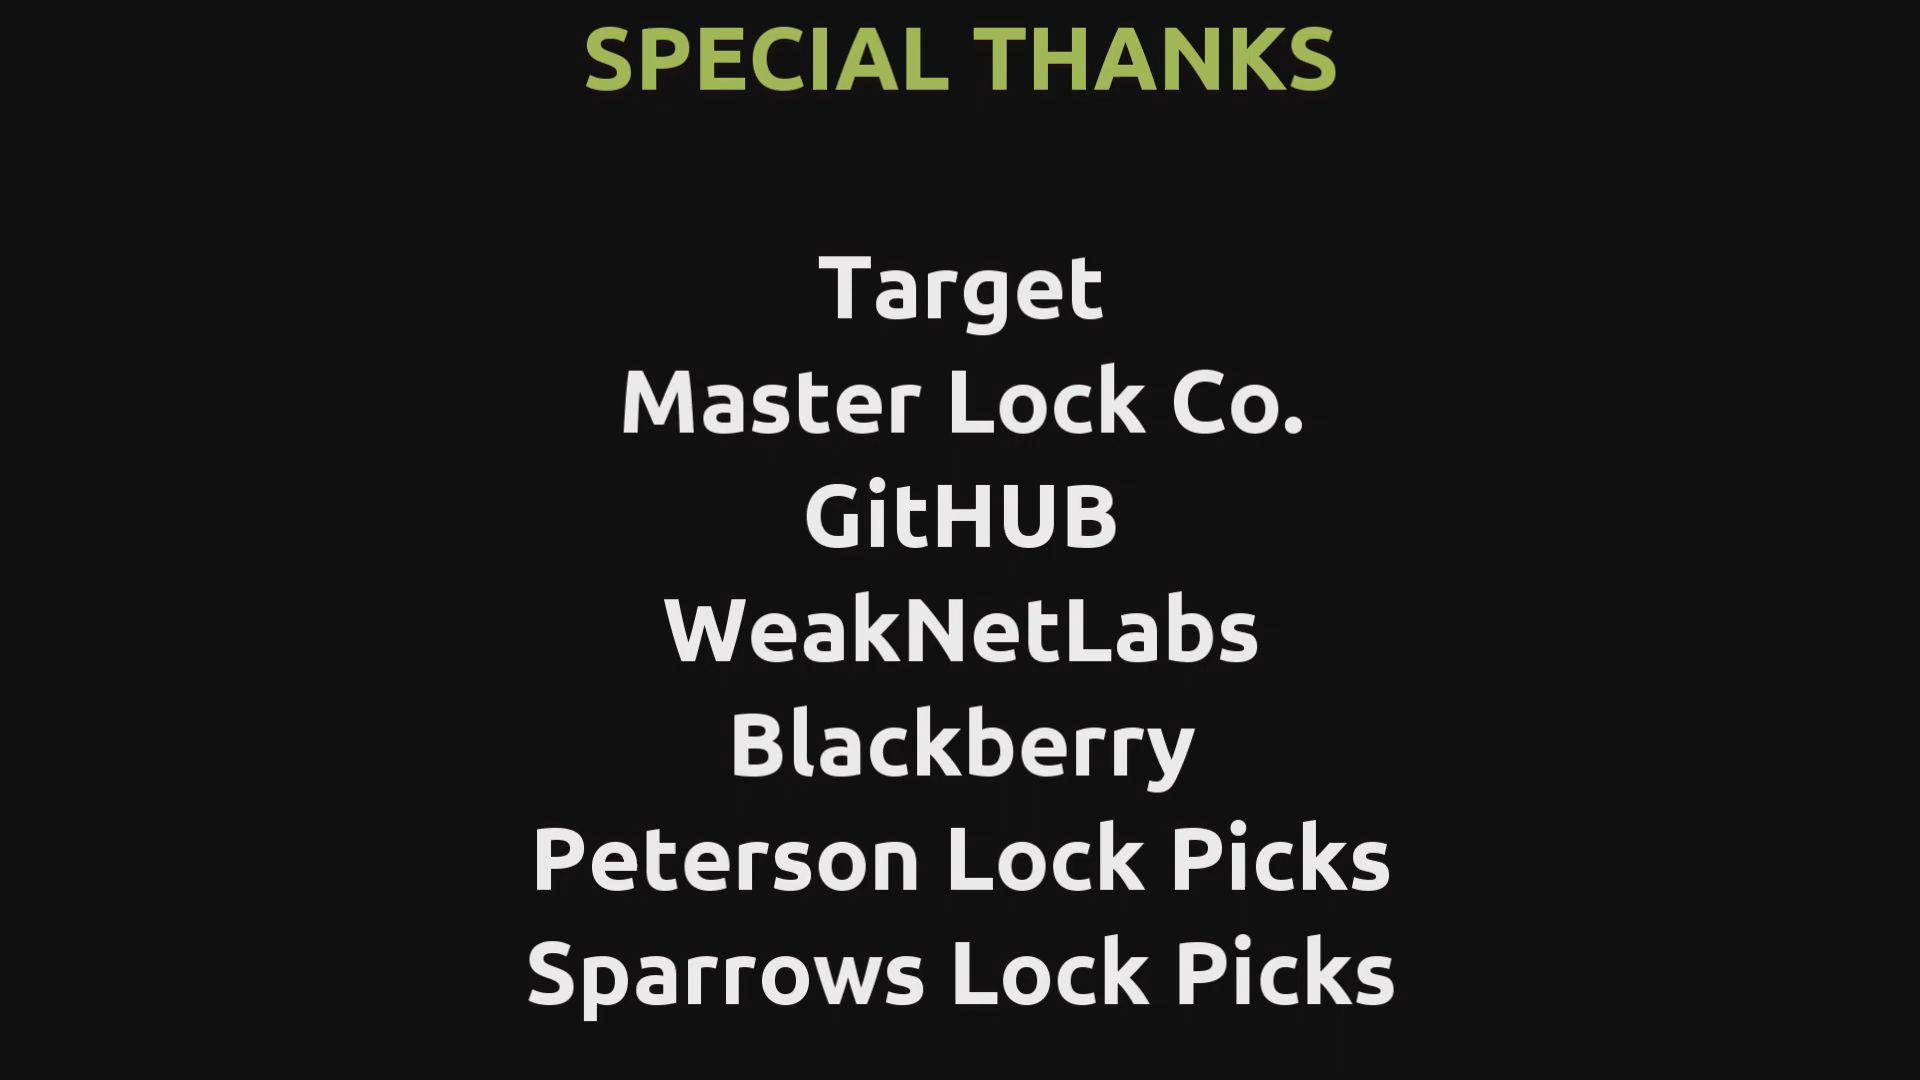 SPECIAL THANKS
Target
Master Lock Co.
GitHUB
WeakNetLabs
Blackberry
Peterson Lock Picks
Sparrows Lock Picks